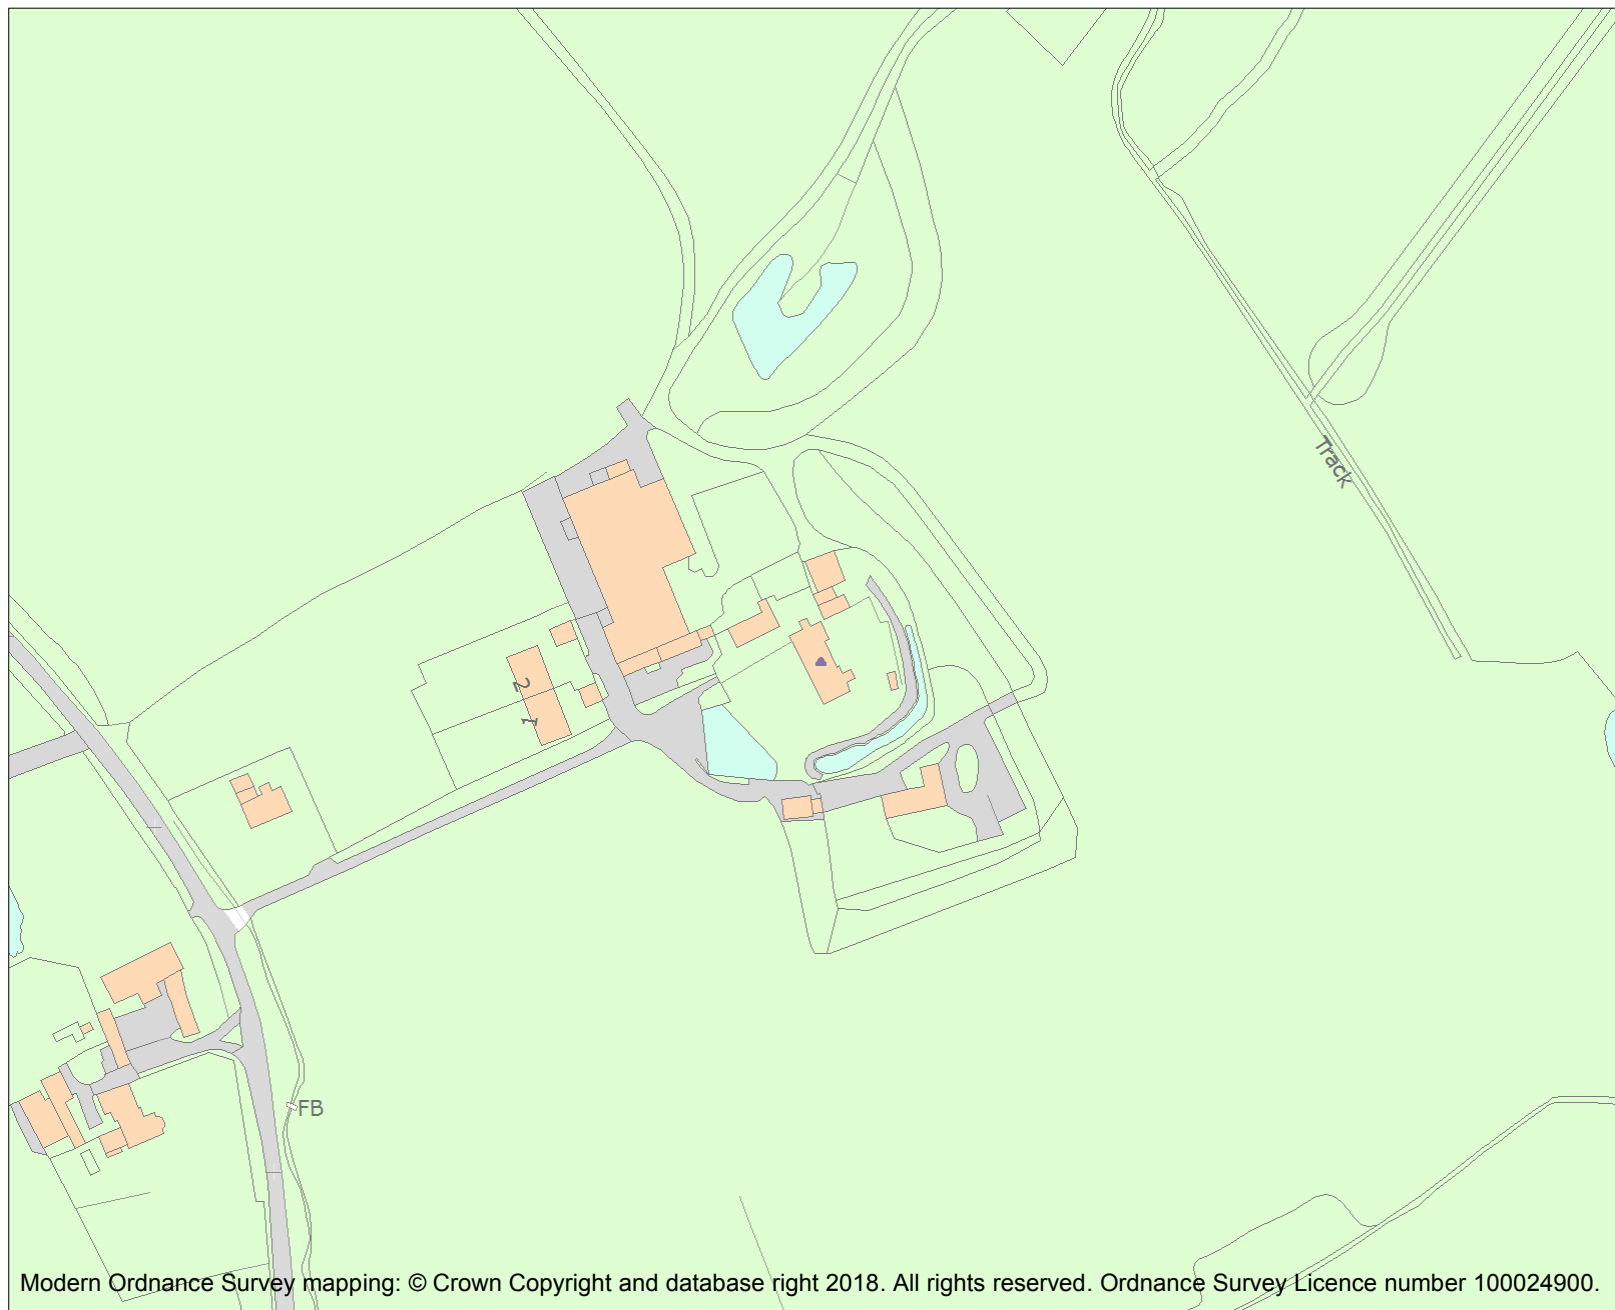 Track
2
1
FB
Modern Ordnance Survey mapping: © Crown Copyright and database right 2018. All rights reserved. Ordnance Survey Licence number 100024900.